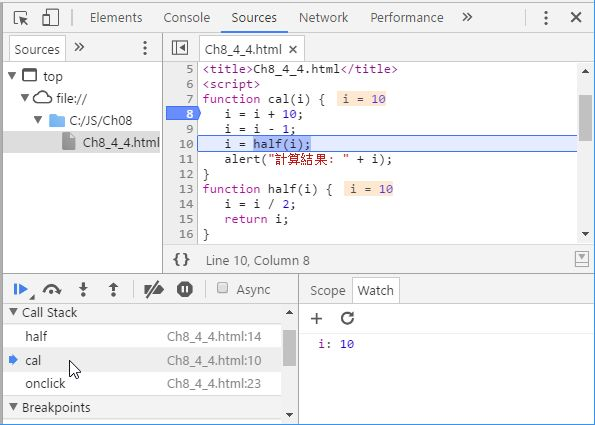 Elements Console Sources Network Performance »
Sources »
Ch8_4_4.html ×
top
file://
C:/JS/Ch08
Ch8_4_4.html
5 <title>Ch8_4_4.html</title>
6 <script>
7 function cal(i) { i = 10
8 i = i + 10;
9 i = i - 1;
10 i = half(i);
11 alert("計算結果: " + i);
12 }
13 function half(i) { i = 10
14 i = i / 2;
15 return i;
16 }
{} Line 10, Column 8
Async
Call Stack
half Ch8_4_4.html:14
cal Ch8_4_4.html:10
onclick Ch8_4_4.html:23
Breakpoints
Scope Watch
i: 10